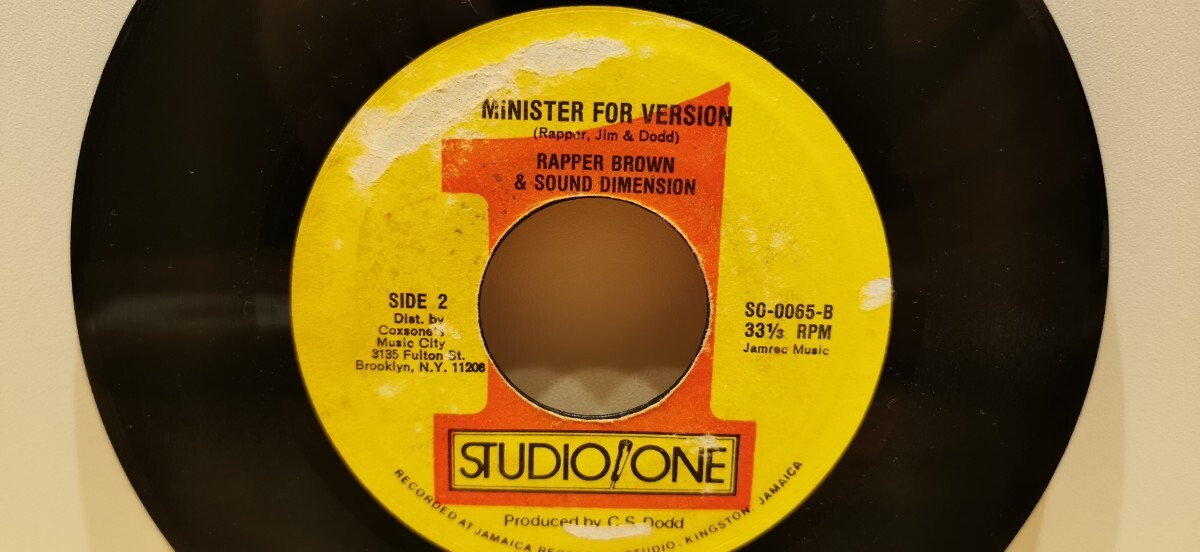 MINISTER FOR VERSION
(Rapper, Jim & Dodd)
RAPPER BROWN
& SOUND DIMENSION
SIDE 2
Dist. by
Coxsone's
Music City
3135 Fulton St.
Brooklyn, N.Y. 11208
SO-0065-B
33⅓ RPM
Jamrec Music
1
STUDIO ONE
Produced by C.S. Dodd
RECORDED AT JAMAICA STUDIO, KINGSTON, JAMAICA